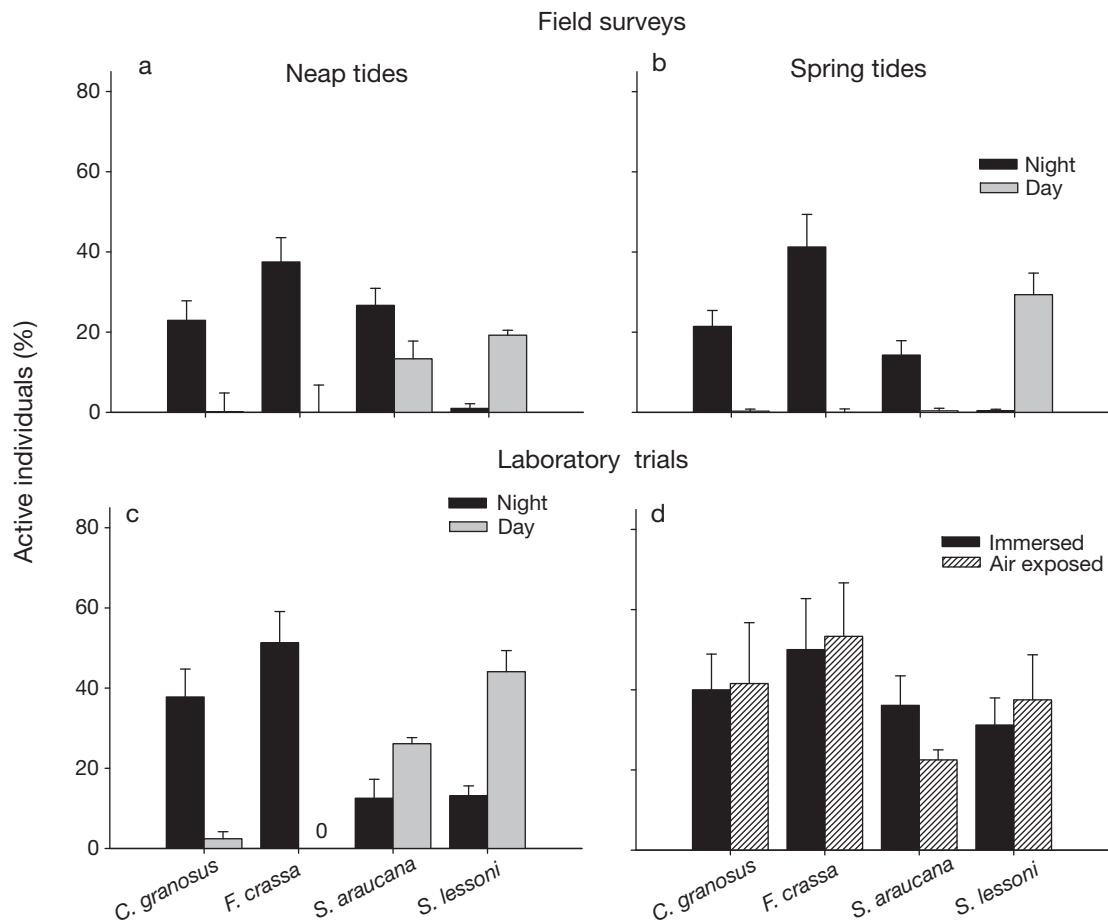 Field surveys
a
Neap tides
b
Spring tides
Night
Day
80
60
40
20
0
Active individuals (%)
Laboratory trials
c
Night
Day
d
Immersed
Air exposed
80
60
40
20
0
0
C. granosus
F. crassa
S. araucana
S. lessoni
C. granosus
F. crassa
S. araucana
S. lessoni